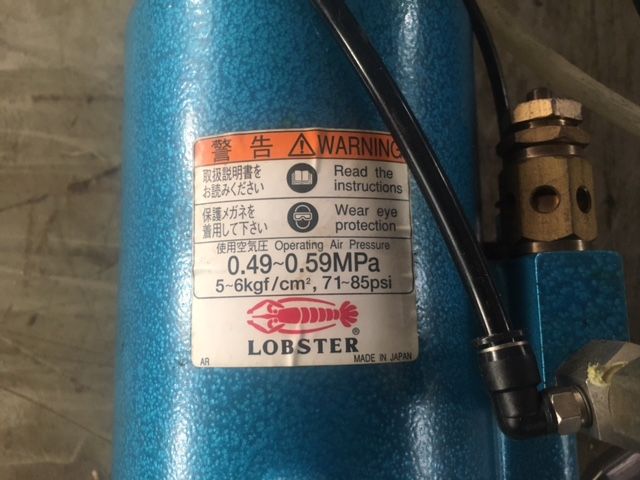 警告 ⚠ WARNING
取扱説明書を
お読みください
Read the
instructions
保護メガネを
着用して下さい
Wear eye
protection
使用空気圧 Operating Air Pressure
0.49~0.59MPa
5~6kgf/cm², 71~85psi
LOBSTER®
AR MADE IN JAPAN